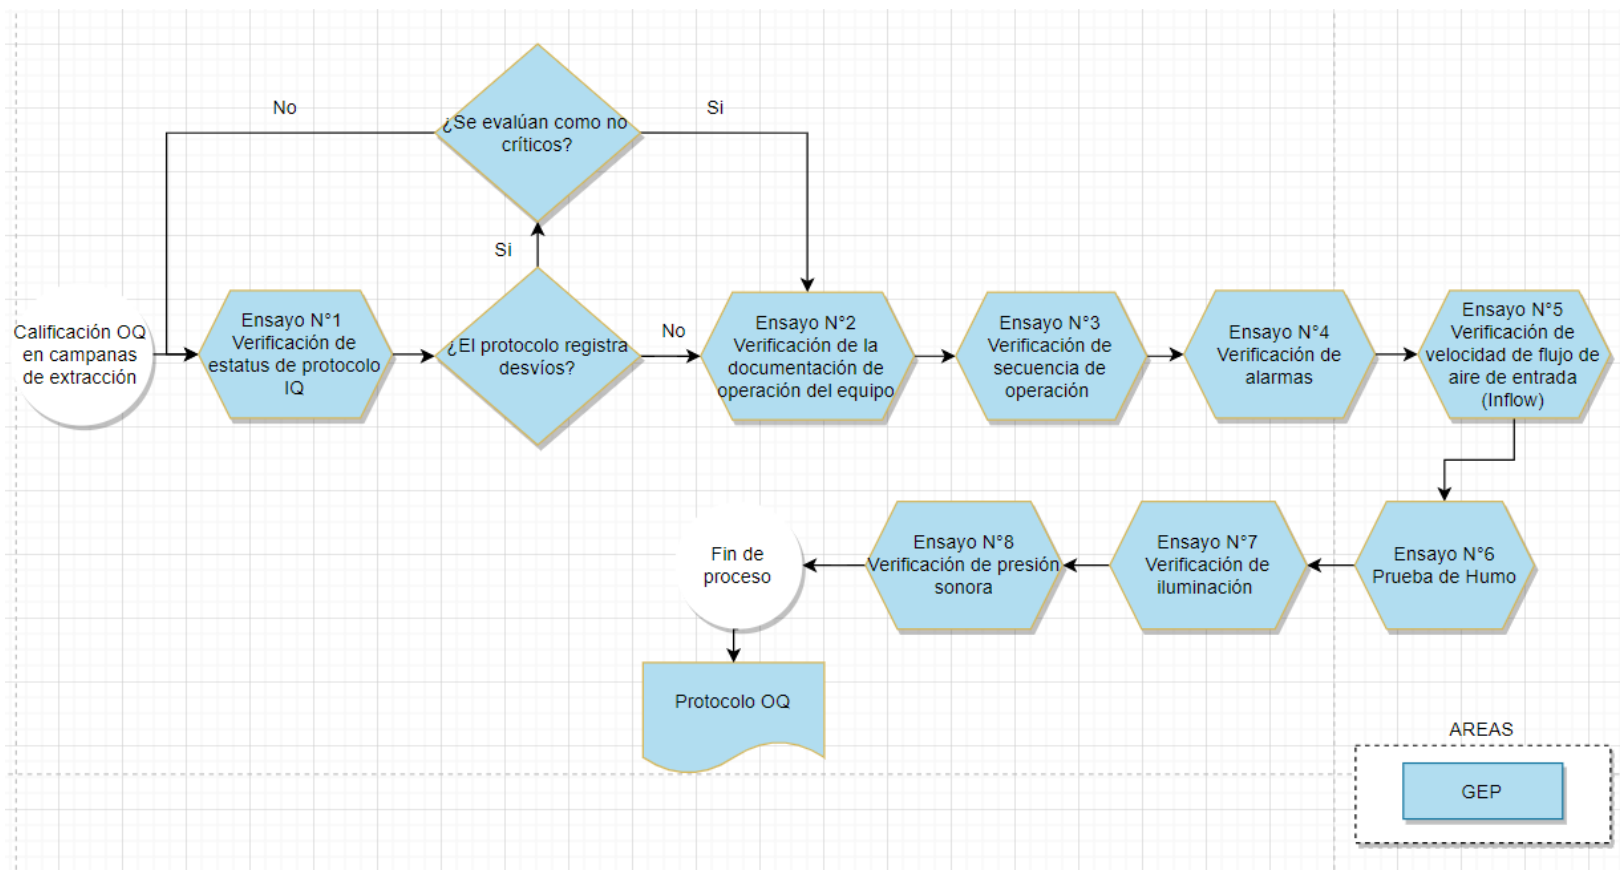 No
¿Se evalúan como no
críticos?
Si
Si
Calificación OQ
en campanas
de extracción
Ensayo N°1
Verificación de
estatus de protocolo
IQ
¿El protocolo registra
desvíos?
No
Ensayo N°2
Verificación de la
documentación de
operación del equipo
Ensayo N°3
Verificación de
secuencia de
operación
Ensayo N°4
Verificación de
alarmas
Ensayo N°5
Verificación de
velocidad de flujo de
aire de entrada
(Inflow)
Ensayo N°6
Prueba de Humo
Ensayo N°7
Verificación de
iluminación
Ensayo N°8
Verificación de presión
sonora
Fin de
proceso
Protocolo OQ
AREAS
GEP